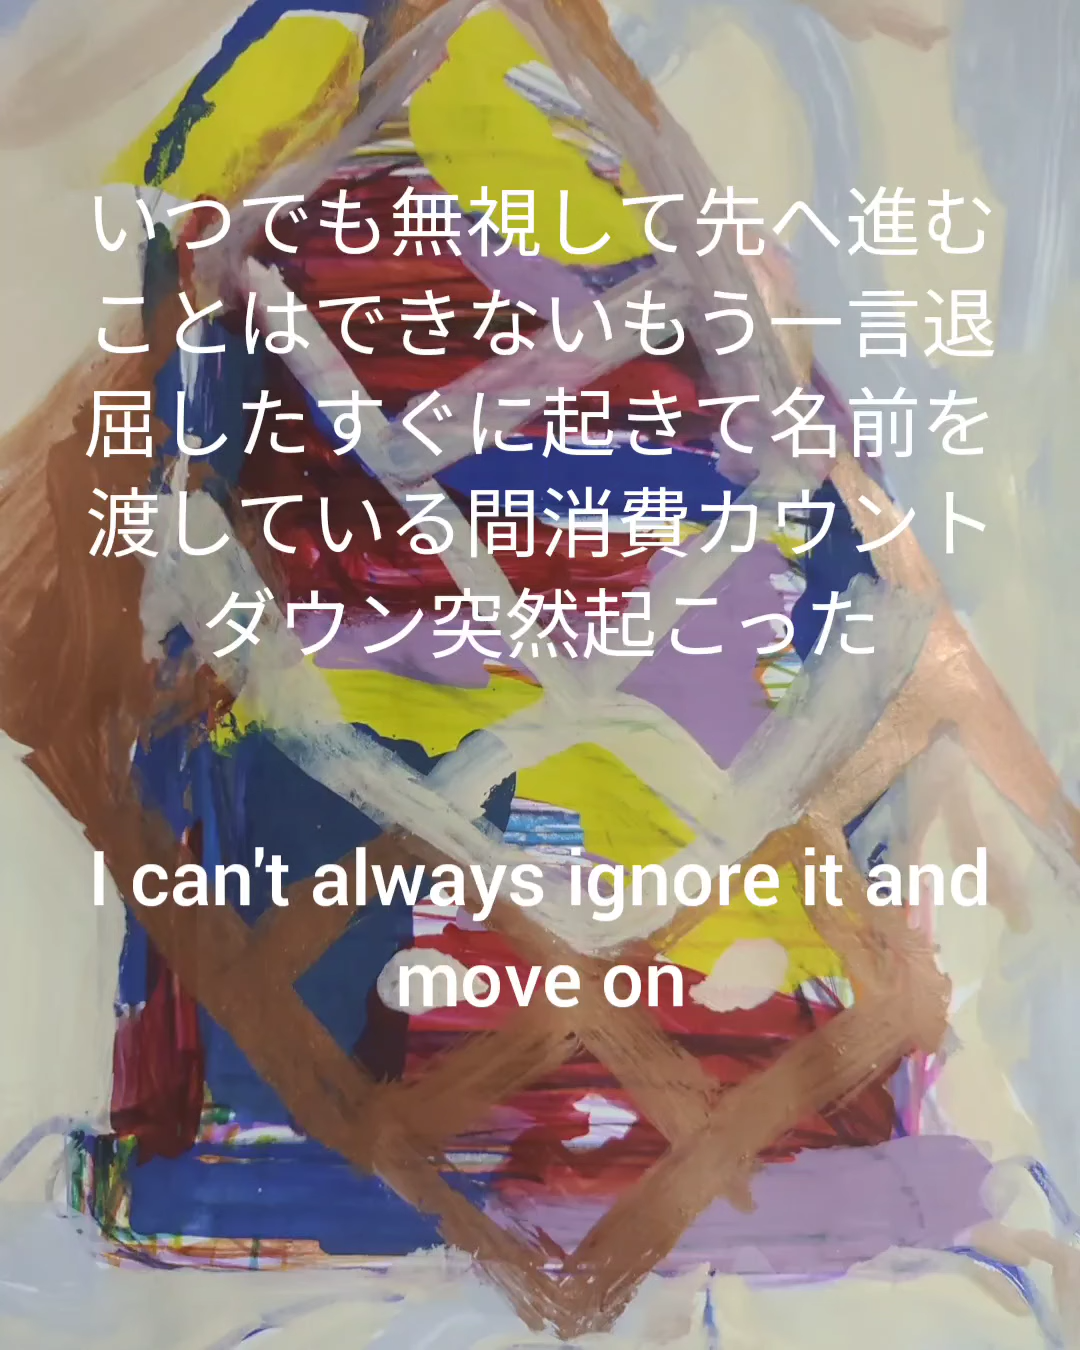 いつでも無視して先へ進む
ことはできないもう一言退
屈したすぐに起きて名前を
渡している間消費カウント
ダウン突然起こった
I can't always ignore it and
move on